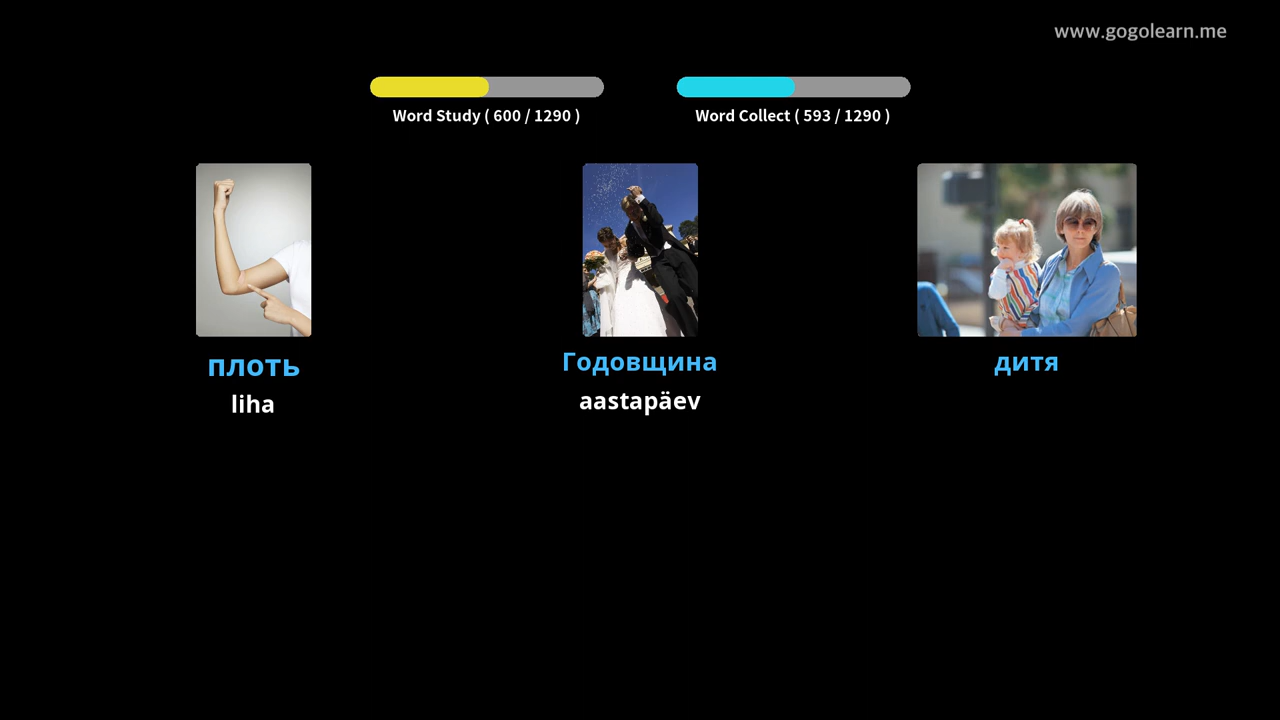 www.gogolearn.me
Word Study ( 600 / 1290 )
Word Collect ( 593 / 1290 )
плоть
liha
Годовщина
aastapäev
дитя